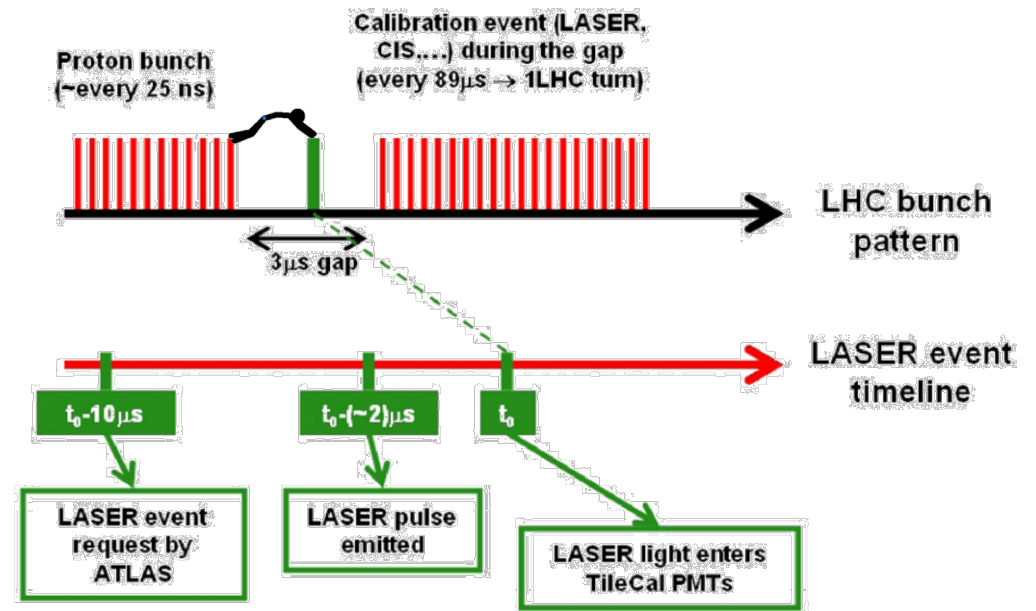 Calibration event (LASER,
CIS,…) during the gap
(every 89μs → 1LHC turn)
Proton bunch
(~every 25 ns)
LHC bunch
pattern
3μs gap
LASER event
timeline
t₀-10μs
t₀-(~2)μs
t₀
LASER event
request by
ATLAS
LASER pulse
emitted
LASER light enters
TileCal PMTs